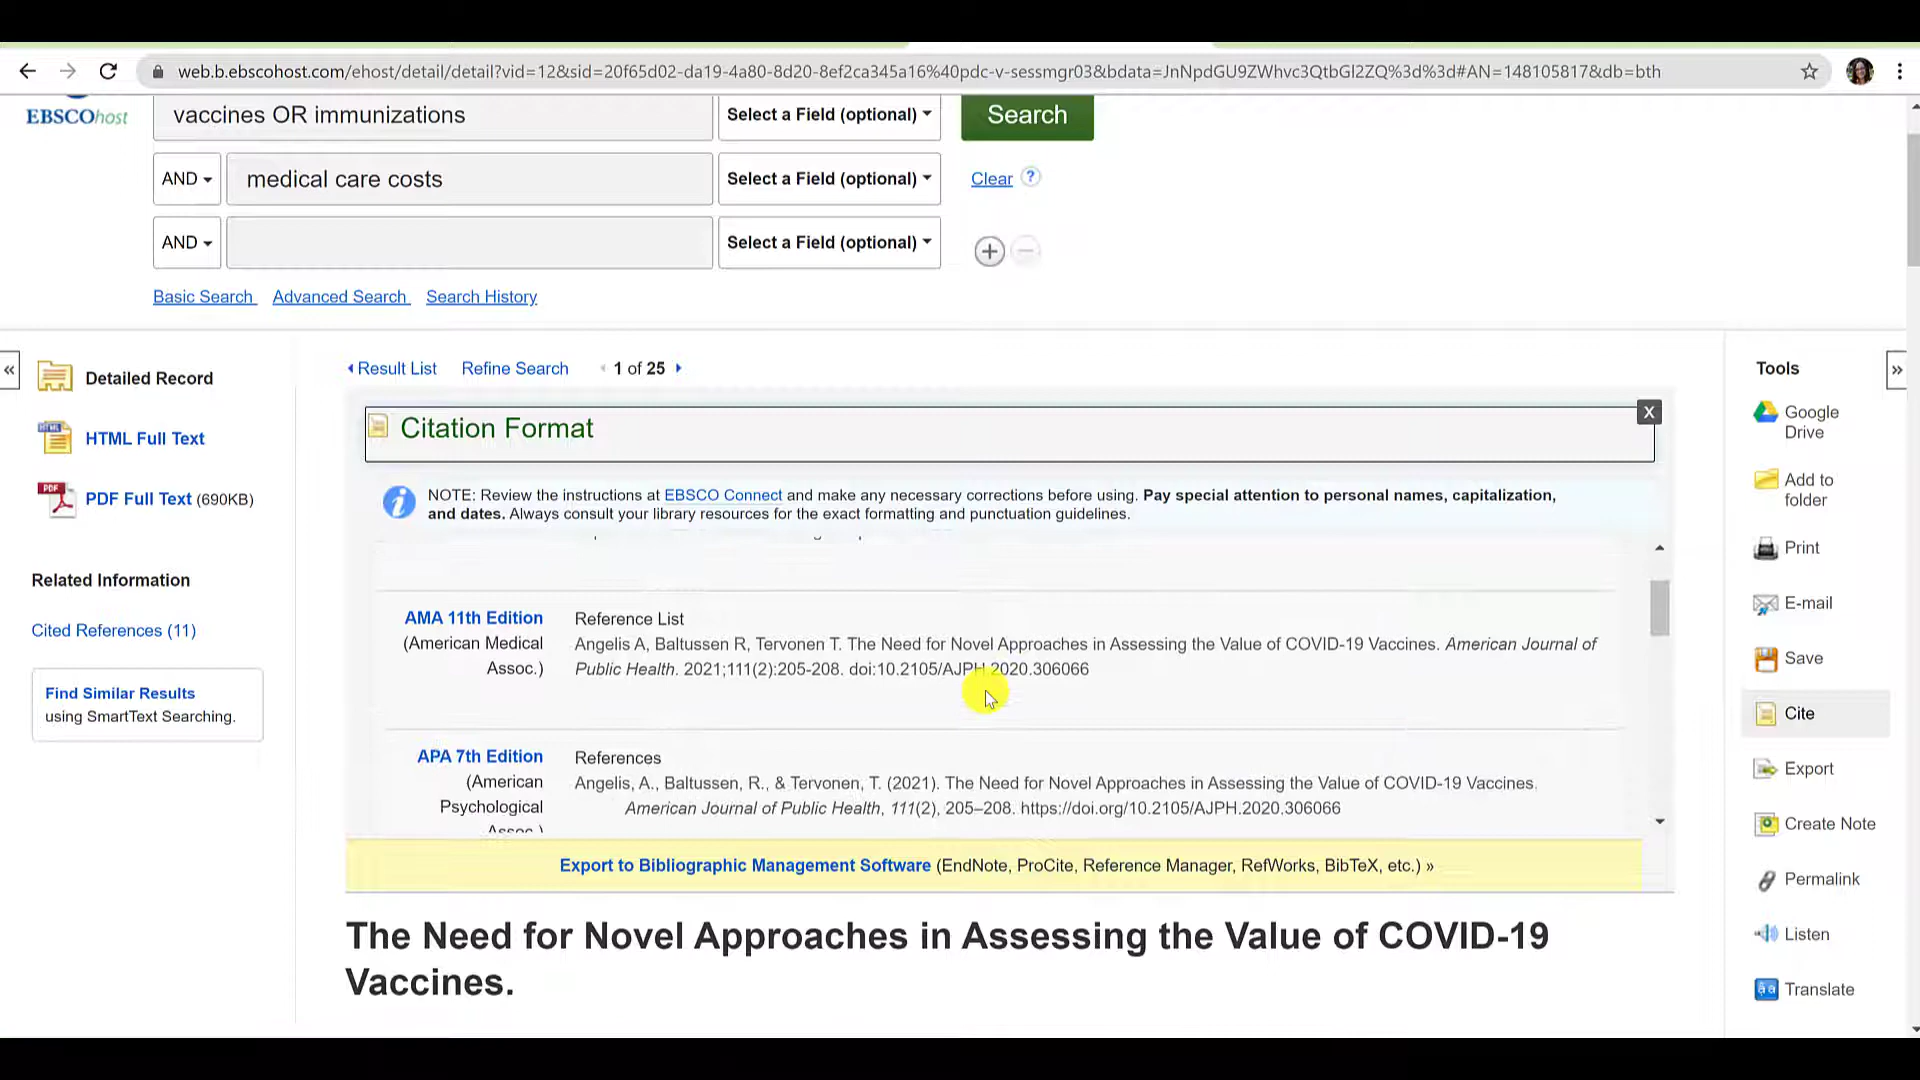 web.b.ebscohost.com/ehost/detail/detail?vid=12&sid=20f65d02-da19-4a80-8d20-8ef2ca345a16%40pdc-v-sessmgr03&bdata=JnNpdGU9ZWhvc3QtbGl2ZQ%3d%3d#AN=148105817&db=bth
EBSCOhost
vaccines OR immunizations
Select a Field (optional)
Search
AND
medical care costs
Select a Field (optional)
Clear ?
AND
Select a Field (optional)
Basic Search Advanced Search Search History
«
Detailed Record
HTML Full Text
PDF Full Text (690KB)
Related Information
Cited References (11)
Find Similar Results
using SmartText Searching.
Result List Refine Search 1 of 25
Citation Format
X
NOTE: Review the instructions at EBSCO Connect and make any necessary corrections before using. Pay special attention to personal names, capitalization,
and dates. Always consult your library resources for the exact formatting and punctuation guidelines.
AMA 11th Edition
(American Medical
Assoc.)
Reference List
Angelis A, Baltussen R, Tervonen T. The Need for Novel Approaches in Assessing the Value of COVID-19 Vaccines. American Journal of
Public Health. 2021;111(2):205-208. doi:10.2105/AJPH.2020.306066
APA 7th Edition
(American
Psychological
Assoc.)
References
Angelis, A., Baltussen, R., & Tervonen, T. (2021). The Need for Novel Approaches in Assessing the Value of COVID-19 Vaccines.
American Journal of Public Health, 111(2), 205–208. https://doi.org/10.2105/AJPH.2020.306066
Export to Bibliographic Management Software (EndNote, ProCite, Reference Manager, RefWorks, BibTeX, etc.) »
The Need for Novel Approaches in Assessing the Value of COVID-19
Vaccines.
Tools
»
Google
Drive
Add to
folder
Print
E-mail
Save
Cite
Export
Create Note
Permalink
Listen
Translate